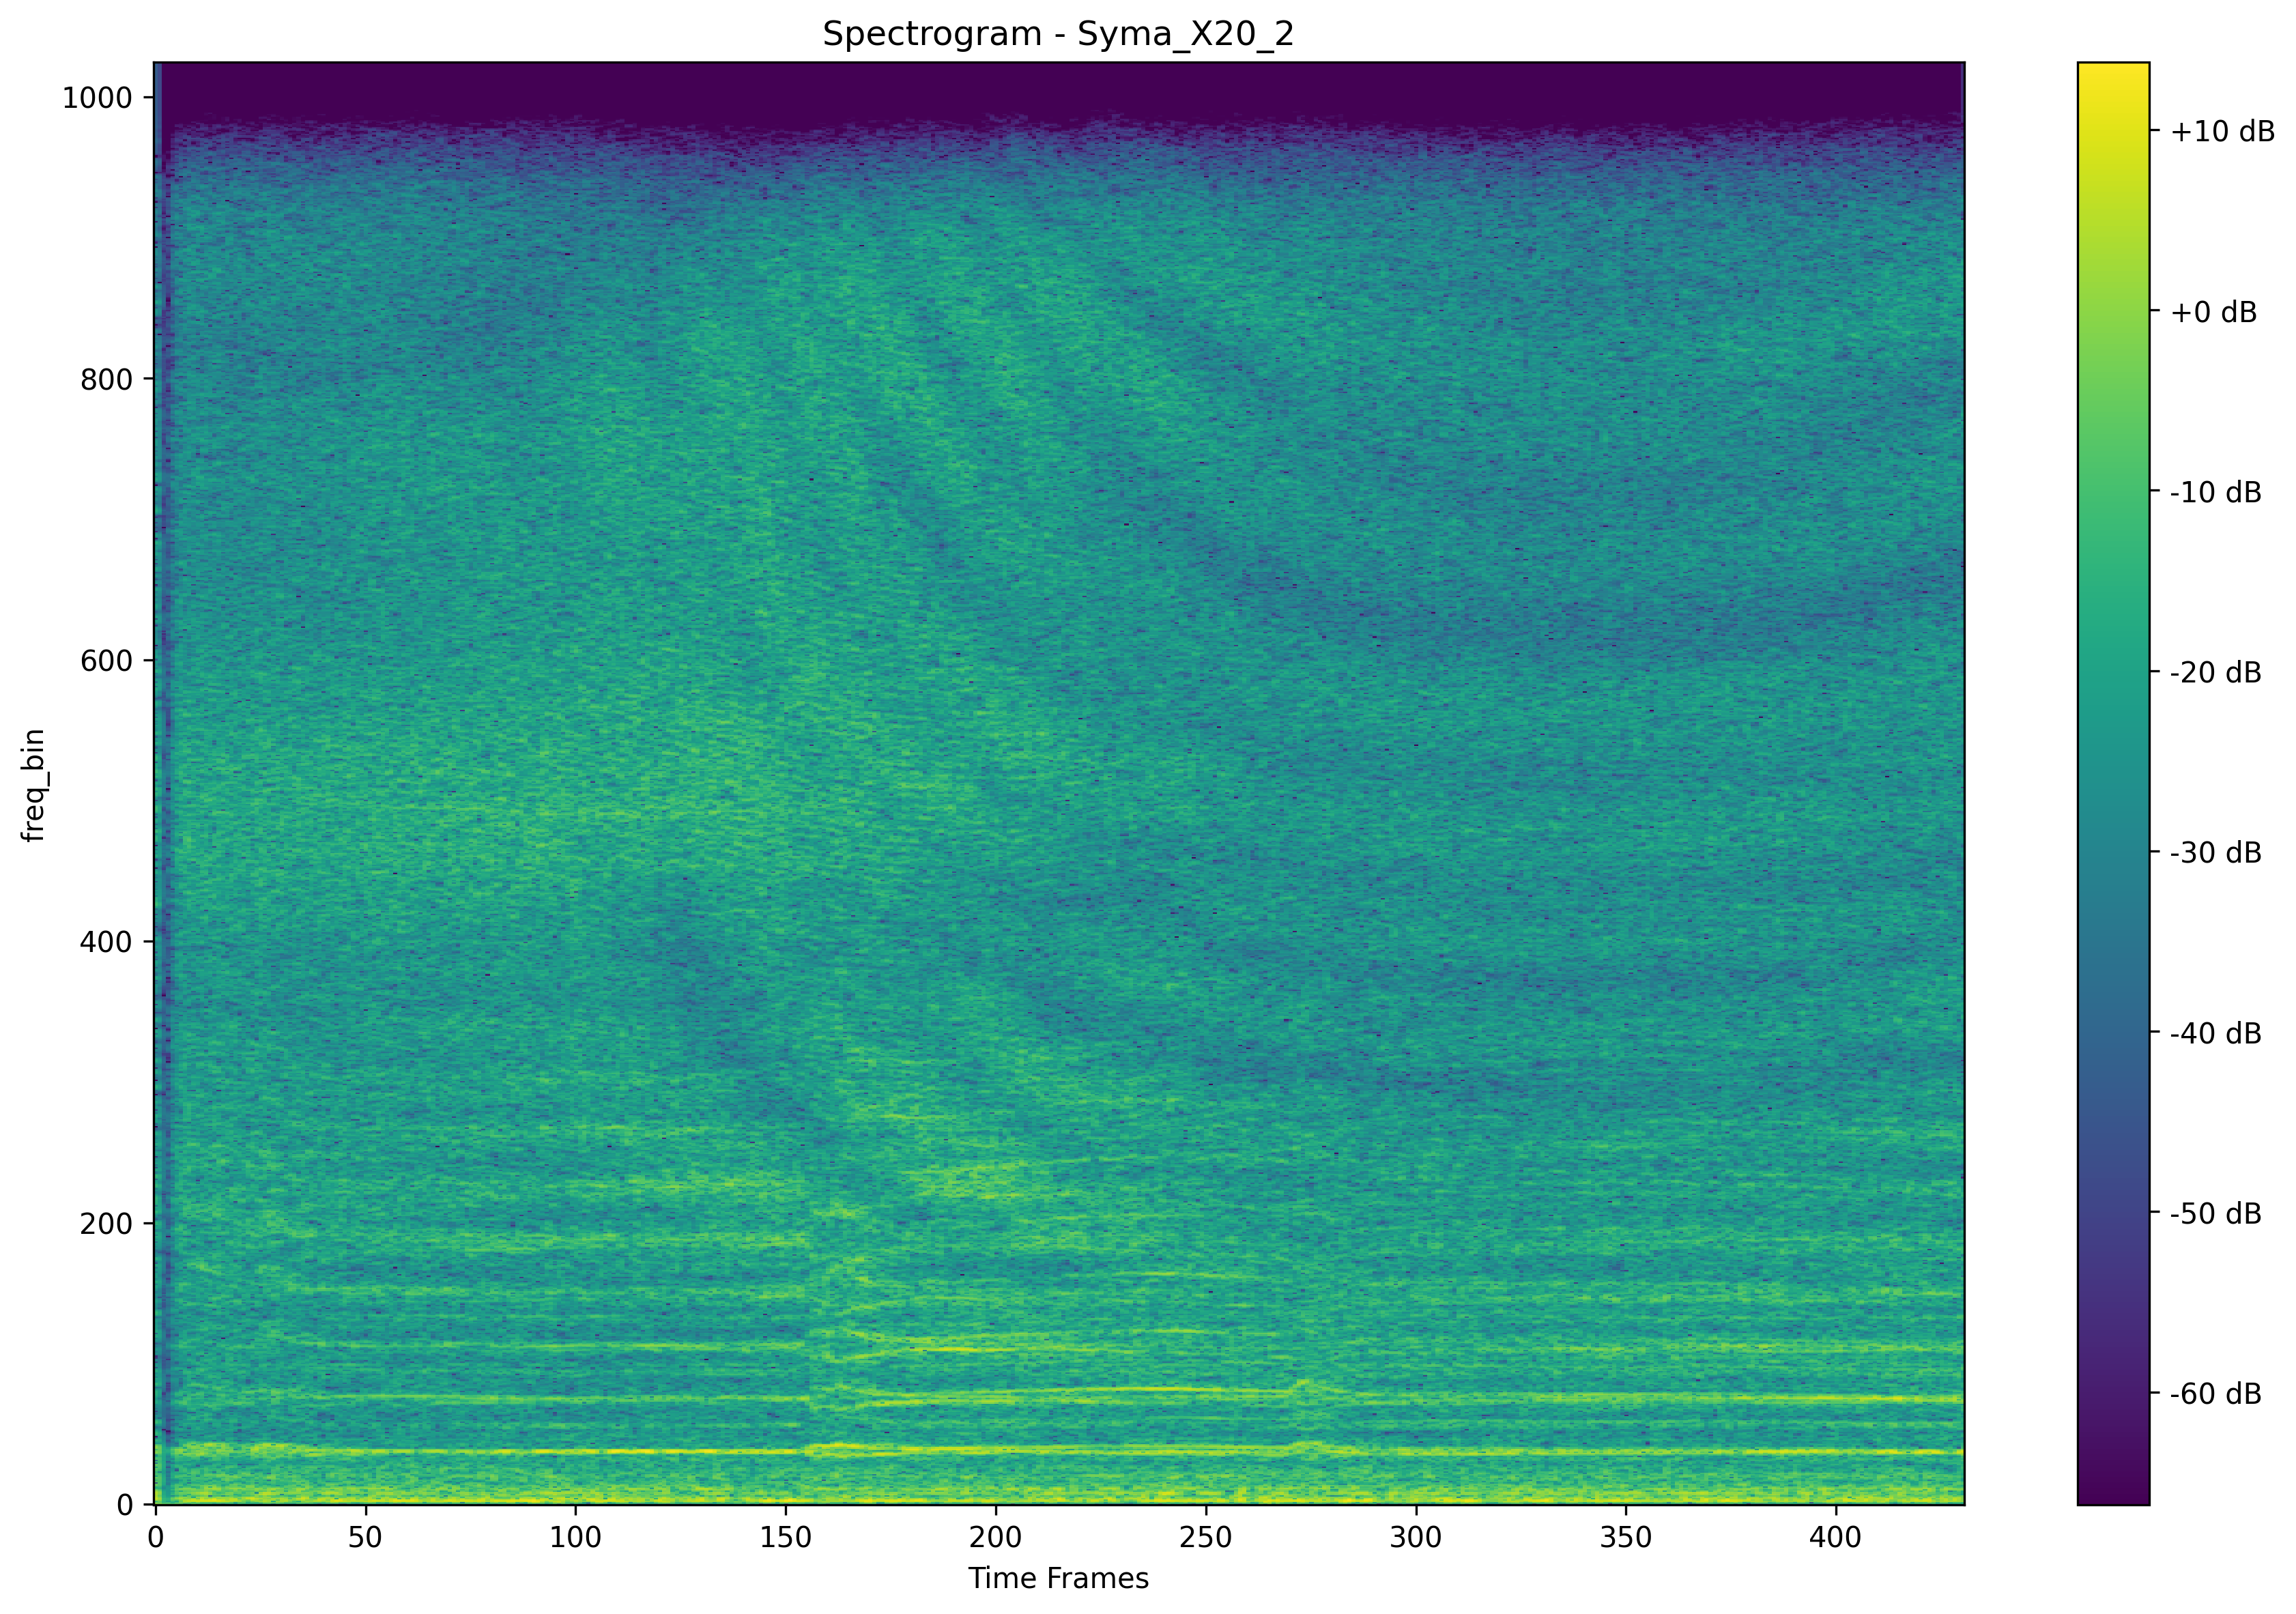 Spectrogram - Syma_X20_2
1000
800
600
400
200
0
freq_bin
0 50 100 150 200 250 300 350 400
Time Frames
+10 dB
+0 dB
-10 dB
-20 dB
-30 dB
-40 dB
-50 dB
-60 dB